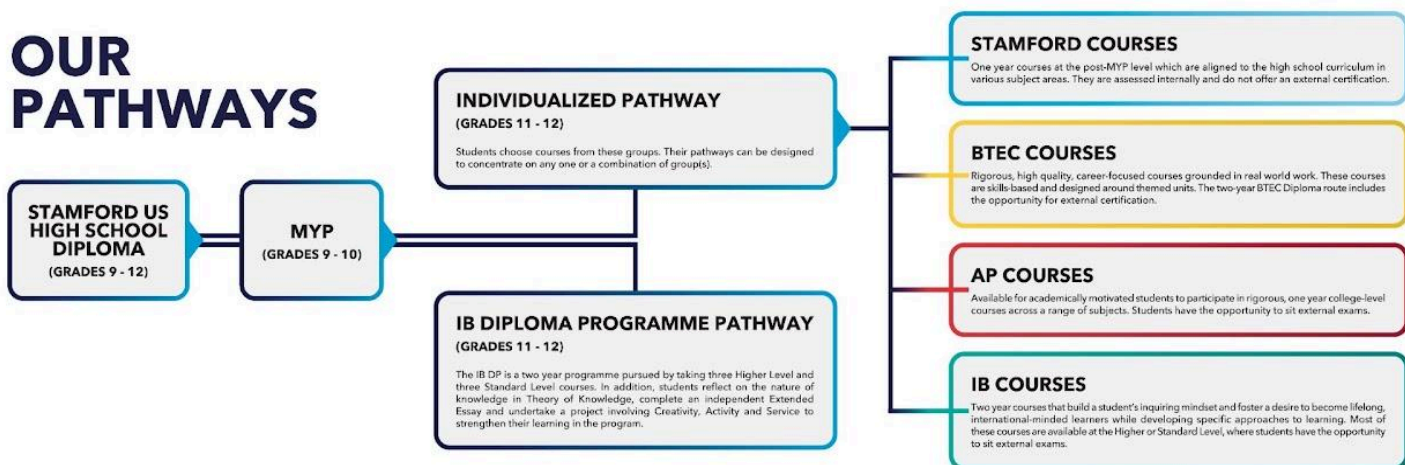 OUR
PATHWAYS
STAMFORD US
HIGH SCHOOL
DIPLOMA
(GRADES 9 - 12)
MYP
(GRADES 9 - 10)
INDIVIDUALIZED PATHWAY
(GRADES 11 - 12)
Students choose courses from these groups. Their pathways can be designed
to concentrate on any one or a combination of group(s).
IB DIPLOMA PROGRAMME PATHWAY
(GRADES 11 - 12)
The IB DP is a two year programme pursued by taking three Higher Level and
three Standard Level courses. In addition, students reflect on the nature of
knowledge in Theory of Knowledge, complete an independent Extended
Essay and undertake a project involving Creativity, Activity and Service to
strengthen their learning in the program.
STAMFORD COURSES
One year courses at the post-MYP level which are aligned to the high school curriculum in
various subject areas. They are assessed internally and do not offer an external certification.
BTEC COURSES
Rigorous, high quality, career-focused courses grounded in real world work. These courses
are skills-based and designed around themed units. The two-year BTEC Diploma route includes
the opportunity for external certification.
AP COURSES
Available for academically motivated students to participate in rigorous, one year college-level
courses across a range of subjects. Students have the opportunity to sit external exams.
IB COURSES
Two year courses that build a student's inquiring mindset and foster a desire to become lifelong,
international-minded learners while developing specific approaches to learning. Most of
these courses are available at the Higher or Standard Level, where students have the opportunity
to sit external exams.